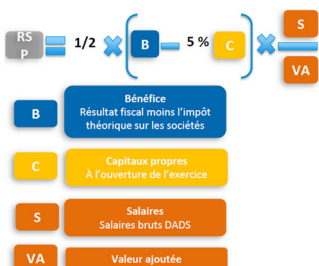 RS
P
1/2
B
5 %
C
S
VA
B
Bénéfice
Résultat fiscal moins l'impôt
théorique sur les sociétés
C
Capitaux propres
À l'ouverture de l'exercice
S
Salaires
Salaires bruts DADS
VA
Valeur ajoutée